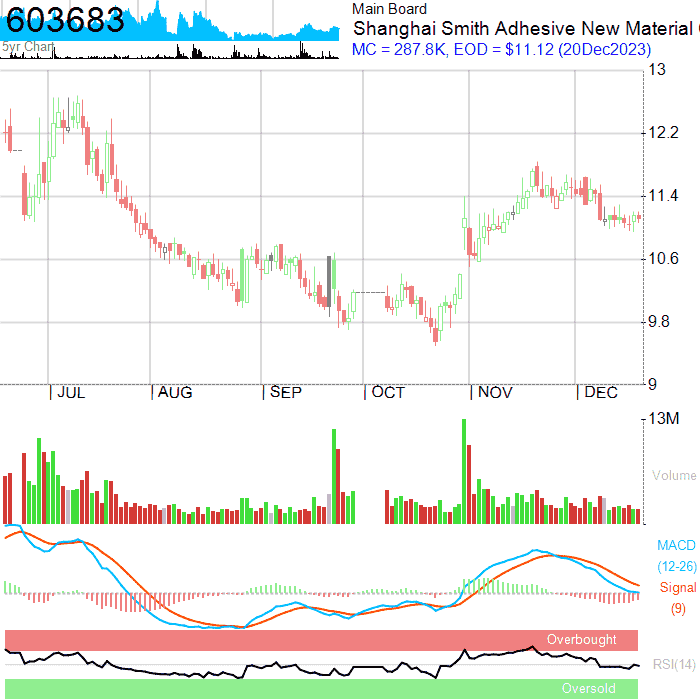 603683
5yr Chart
Main Board
Shanghai Smith Adhesive New Material
MC = 287.8K, EOD = $11.12 (20Dec2023)
13
12.2
11.4
10.6
9.8
9
JUL AUG SEP OCT NOV DEC
13M
Volume
MACD
(12-26)
Signal
(9)
Overbought
RSI(14)
Oversold